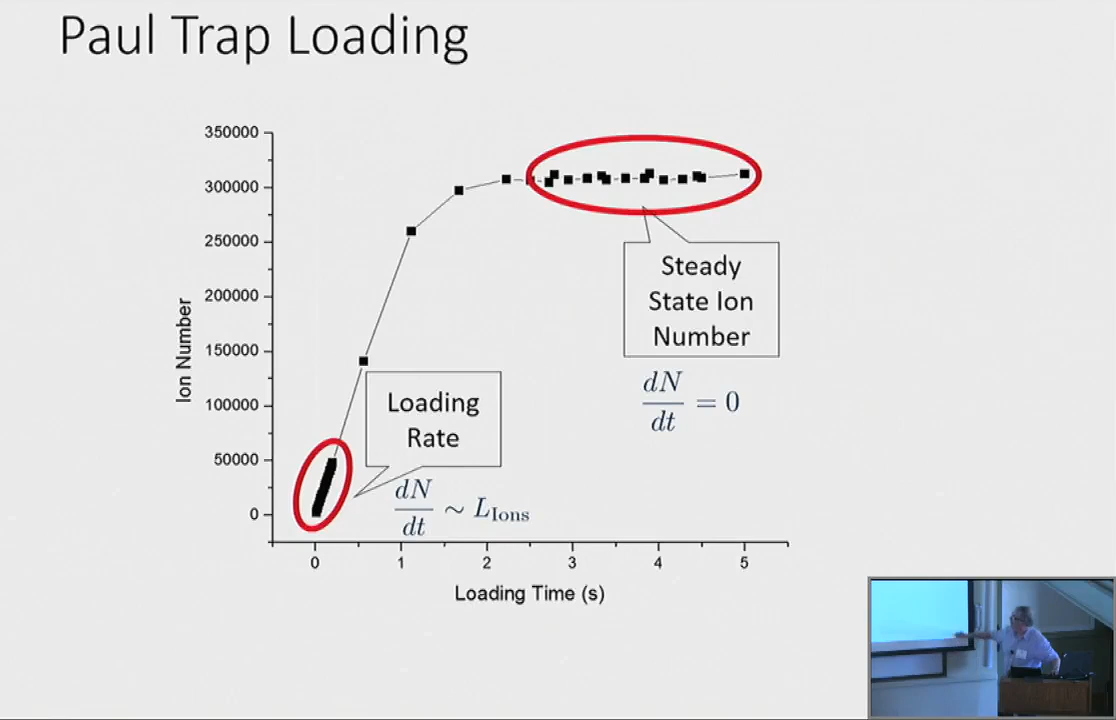 Paul Trap Loading
350000
300000
250000
200000
150000
100000
50000
0
Ion Number
0 1 2 3 4 5
Loading Time (s)
Steady
State Ion
Number
dN/dt = 0
Loading
Rate
dN/dt ∼ L_Ions